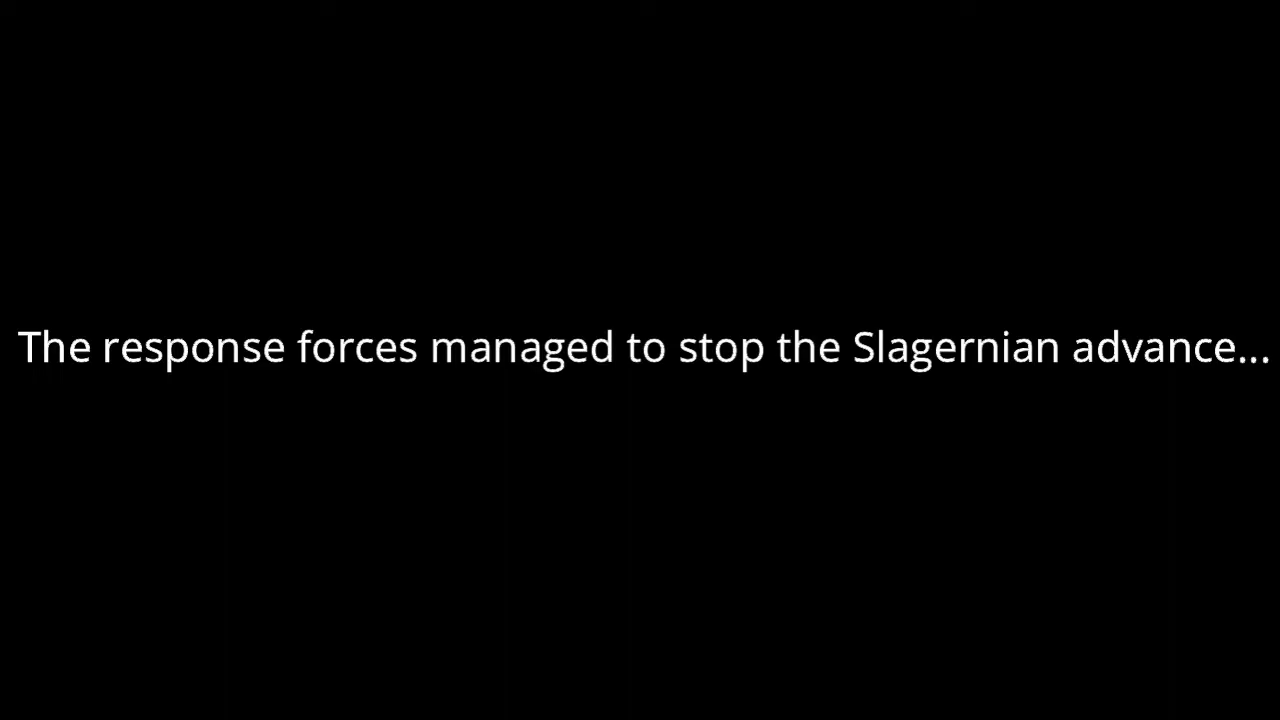 The response forces managed to stop the Slagernian advance...